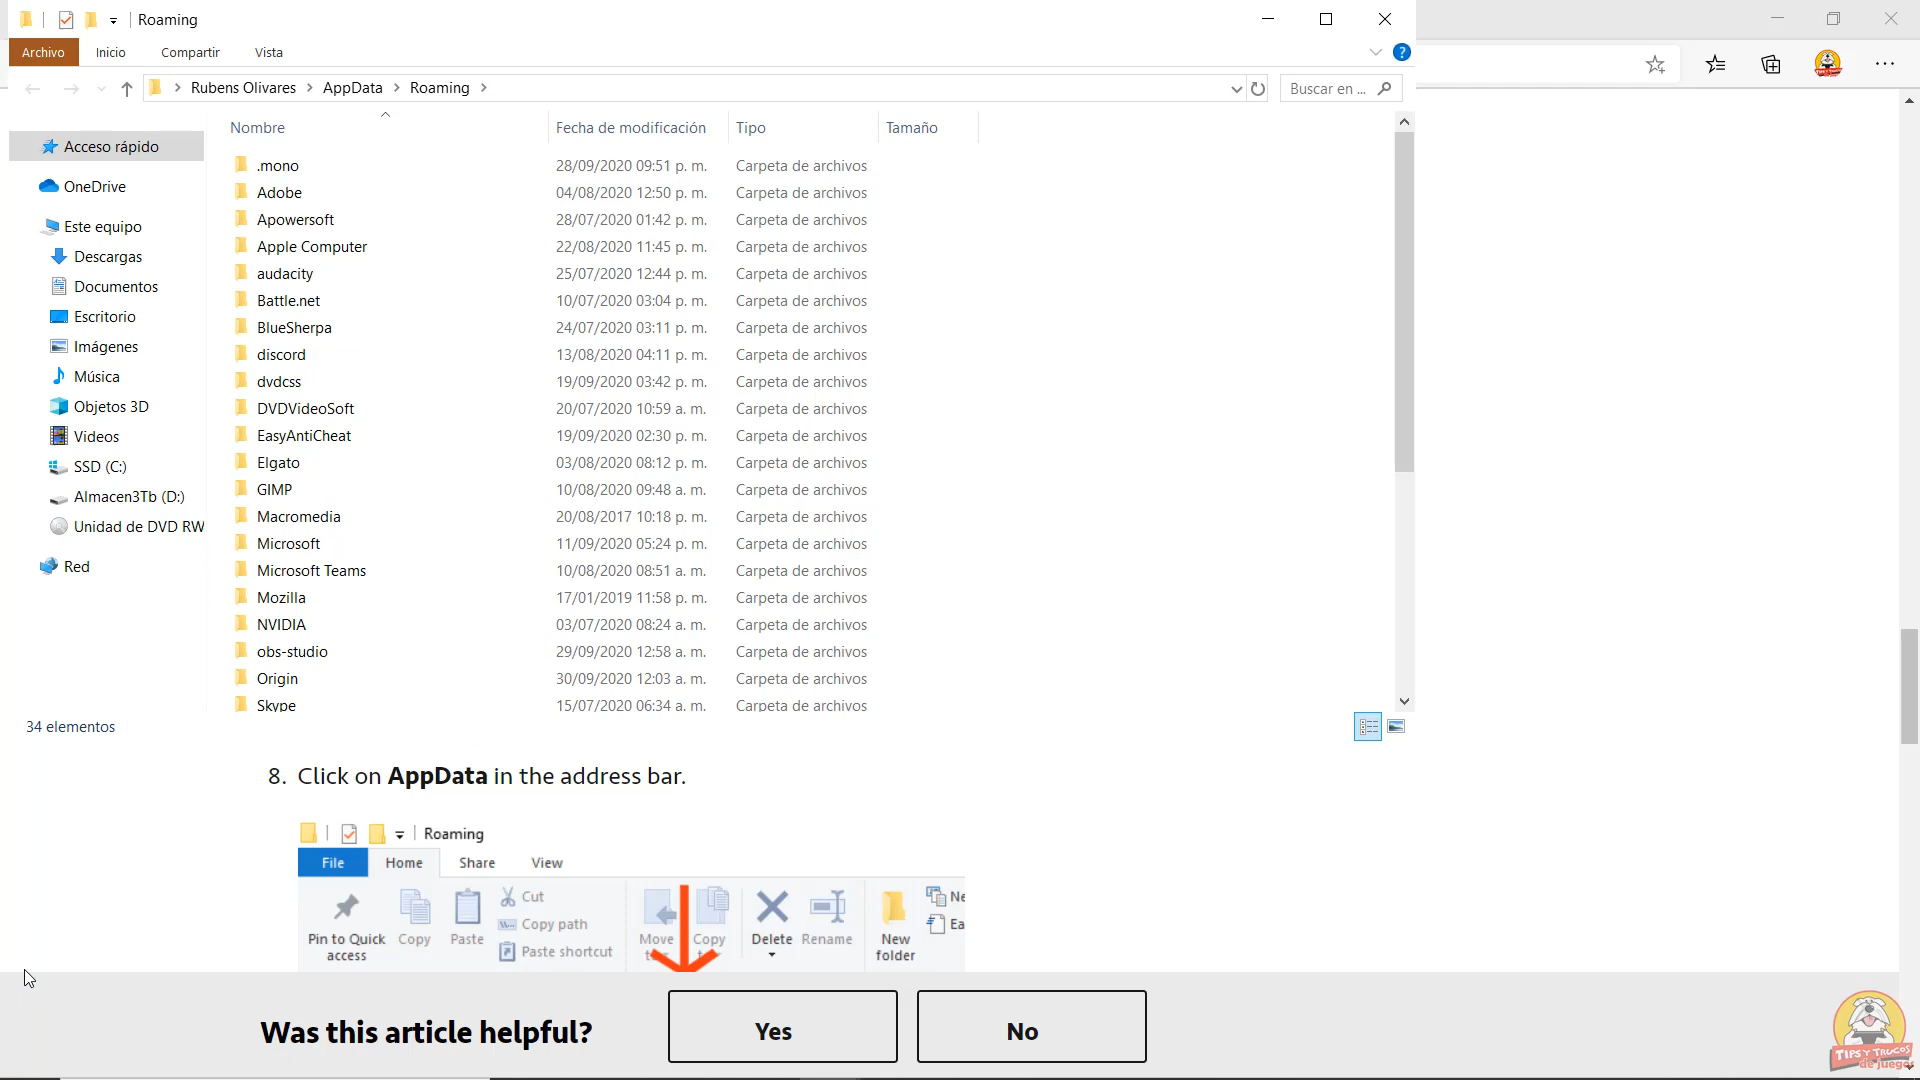 Roaming
Archivo Inicio Compartir Vista
Rubens Olivares AppData Roaming Buscar en ...
Nombre Fecha de modificación Tipo Tamaño
Acceso rápido
OneDrive
Este equipo
Descargas
Documentos
Escritorio
Imágenes
Música
Objetos 3D
Videos
SSD (C:)
Almacen3Tb (D:)
Unidad de DVD RW
Red
.mono 28/09/2020 09:51 p. m. Carpeta de archivos
Adobe 04/08/2020 12:50 p. m. Carpeta de archivos
Apowersoft 28/07/2020 01:42 p. m. Carpeta de archivos
Apple Computer 22/08/2020 11:45 p. m. Carpeta de archivos
audacity 25/07/2020 12:44 p. m. Carpeta de archivos
Battle.net 10/07/2020 03:04 p. m. Carpeta de archivos
BlueSherpa 24/07/2020 03:11 p. m. Carpeta de archivos
discord 13/08/2020 04:11 p. m. Carpeta de archivos
dvdcss 19/09/2020 03:42 p. m. Carpeta de archivos
DVDVideoSoft 20/07/2020 10:59 a. m. Carpeta de archivos
EasyAntiCheat 19/09/2020 02:30 p. m. Carpeta de archivos
Elgato 03/08/2020 08:12 p. m. Carpeta de archivos
GIMP 10/08/2020 09:48 a. m. Carpeta de archivos
Macromedia 20/08/2017 10:18 p. m. Carpeta de archivos
Microsoft 11/09/2020 05:24 p. m. Carpeta de archivos
Microsoft Teams 10/08/2020 08:51 a. m. Carpeta de archivos
Mozilla 17/01/2019 11:58 p. m. Carpeta de archivos
NVIDIA 03/07/2020 08:24 a. m. Carpeta de archivos
obs-studio 29/09/2020 12:58 a. m. Carpeta de archivos
Origin 30/09/2020 12:03 a. m. Carpeta de archivos
Skype 15/07/2020 06:34 a. m. Carpeta de archivos
34 elementos
8. Click on AppData in the address bar.
Roaming
File Home Share View
Pin to Quick access
Copy
Paste
Cut
Copy path
Paste shortcut
Move
Copy
Delete
Rename
New folder
Was this article helpful? Yes No
TIPS Y TRUCOS
de juegos